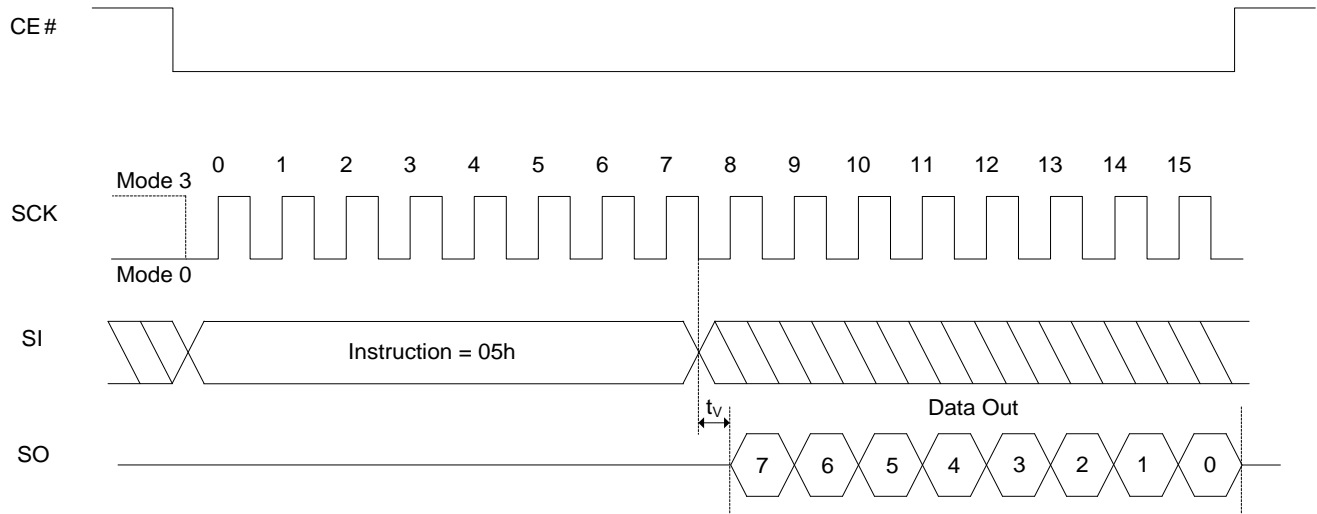 CE#
0 1 2 3 4 5 6 7 8 9 10 11 12 13 14 15
Mode 3
SCK
Mode 0
SI
Instruction = 05h
tV
Data Out
SO
7 6 5 4 3 2 1 0